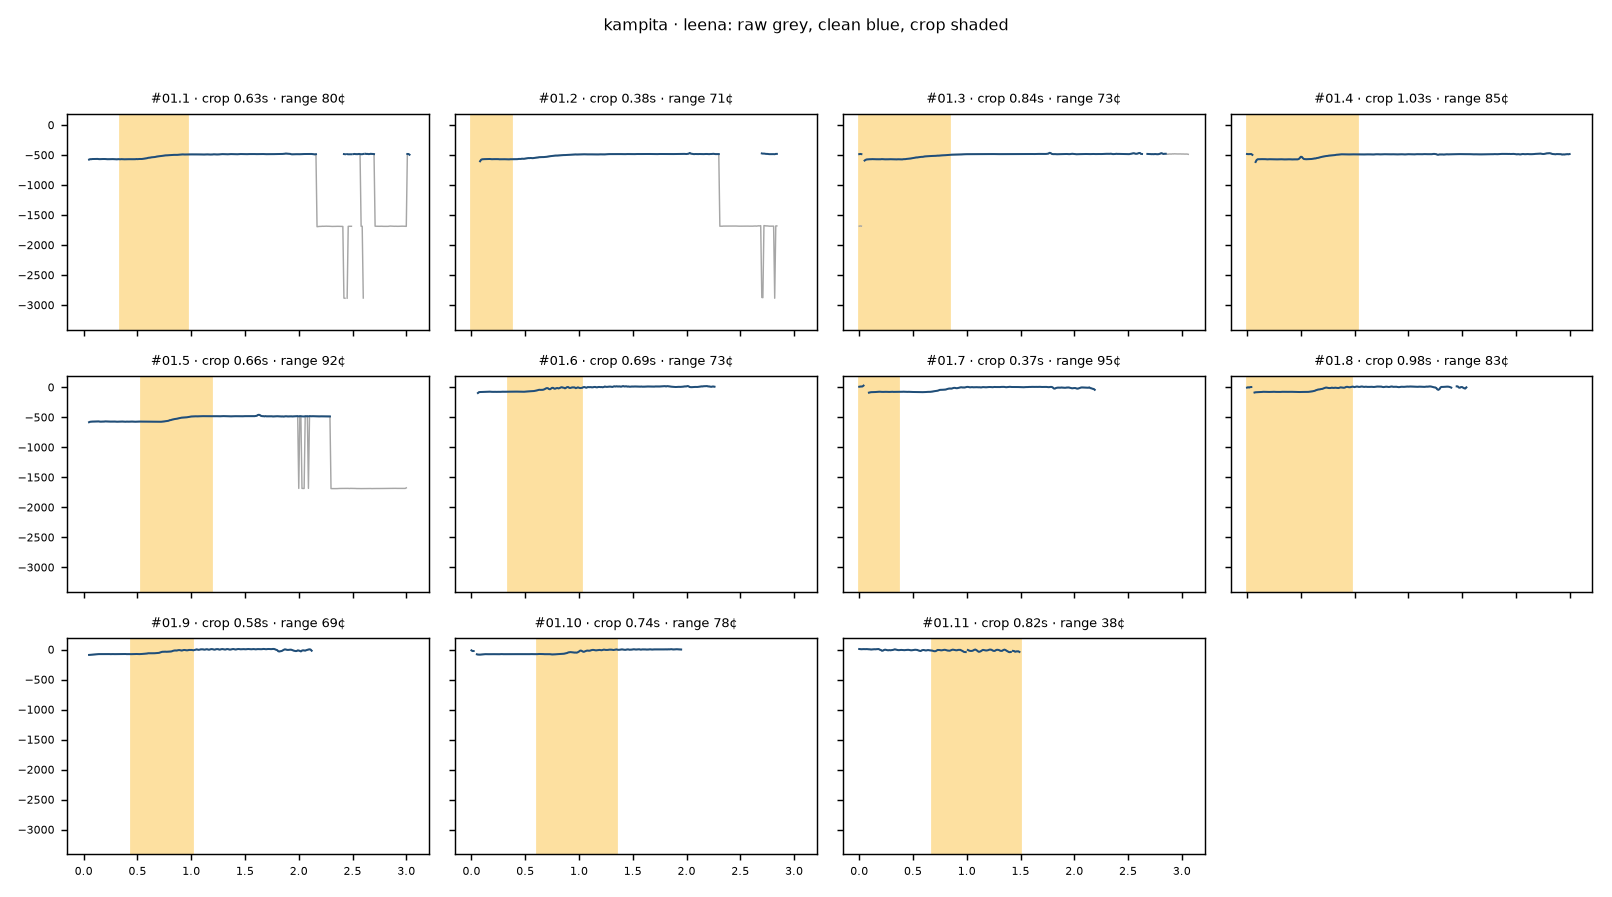 kampita · leena: raw grey, clean blue, crop shaded
#01.1 · crop 0.63s · range 80¢
#01.2 · crop 0.38s · range 71¢
#01.3 · crop 0.84s · range 73¢
#01.4 · crop 1.03s · range 85¢
0
−500
−1000
−1500
−2000
−2500
−3000
#01.5 · crop 0.66s · range 92¢
#01.6 · crop 0.69s · range 73¢
#01.7 · crop 0.37s · range 95¢
#01.8 · crop 0.98s · range 83¢
0
−500
−1000
−1500
−2000
−2500
−3000
#01.9 · crop 0.58s · range 69¢
#01.10 · crop 0.74s · range 78¢
#01.11 · crop 0.82s · range 38¢
0
−500
−1000
−1500
−2000
−2500
−3000
0.0 0.5 1.0 1.5 2.0 2.5 3.0
0.0 0.5 1.0 1.5 2.0 2.5 3.0
0.0 0.5 1.0 1.5 2.0 2.5 3.0